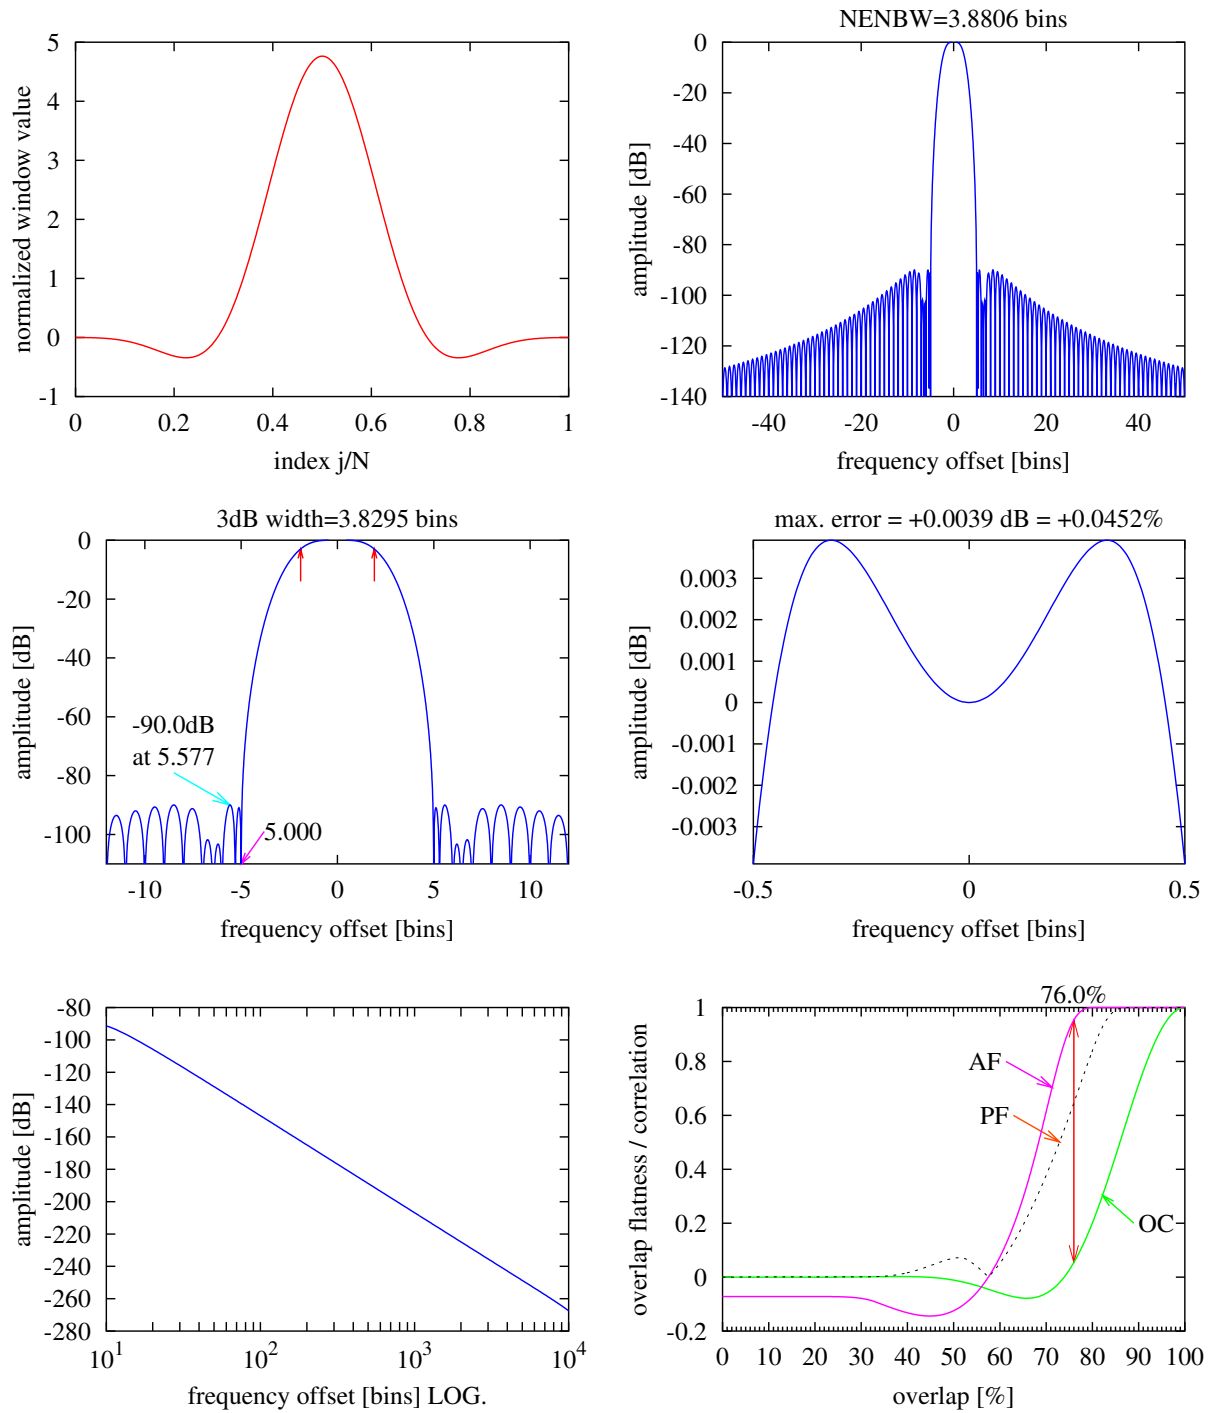 NENBW=3.8806 bins
normalized window value
5
4
3
2
1
0
-1
0 0.2 0.4 0.6 0.8 1
index j/N
amplitude [dB]
0
-20
-40
-60
-80
-100
-120
-140
-40 -20 0 20 40
frequency offset [bins]
3dB width=3.8295 bins
amplitude [dB]
0
-20
-40
-60
-80
-100
-90.0dB
at 5.577
5.000
-10 -5 0 5 10
frequency offset [bins]
max. error = +0.0039 dB = +0.0452%
amplitude [dB]
0.003
0.002
0.001
0
-0.001
-0.002
-0.003
-0.5 0 0.5
frequency offset [bins]
amplitude [dB]
-80
-100
-120
-140
-160
-180
-200
-220
-240
-260
-280
10^1 10^2 10^3 10^4
frequency offset [bins] LOG.
76.0%
overlap flatness / correlation
1
0.8
0.6
0.4
0.2
0
-0.2
AF
PF
OC
0 10 20 30 40 50 60 70 80 90 100
overlap [%]